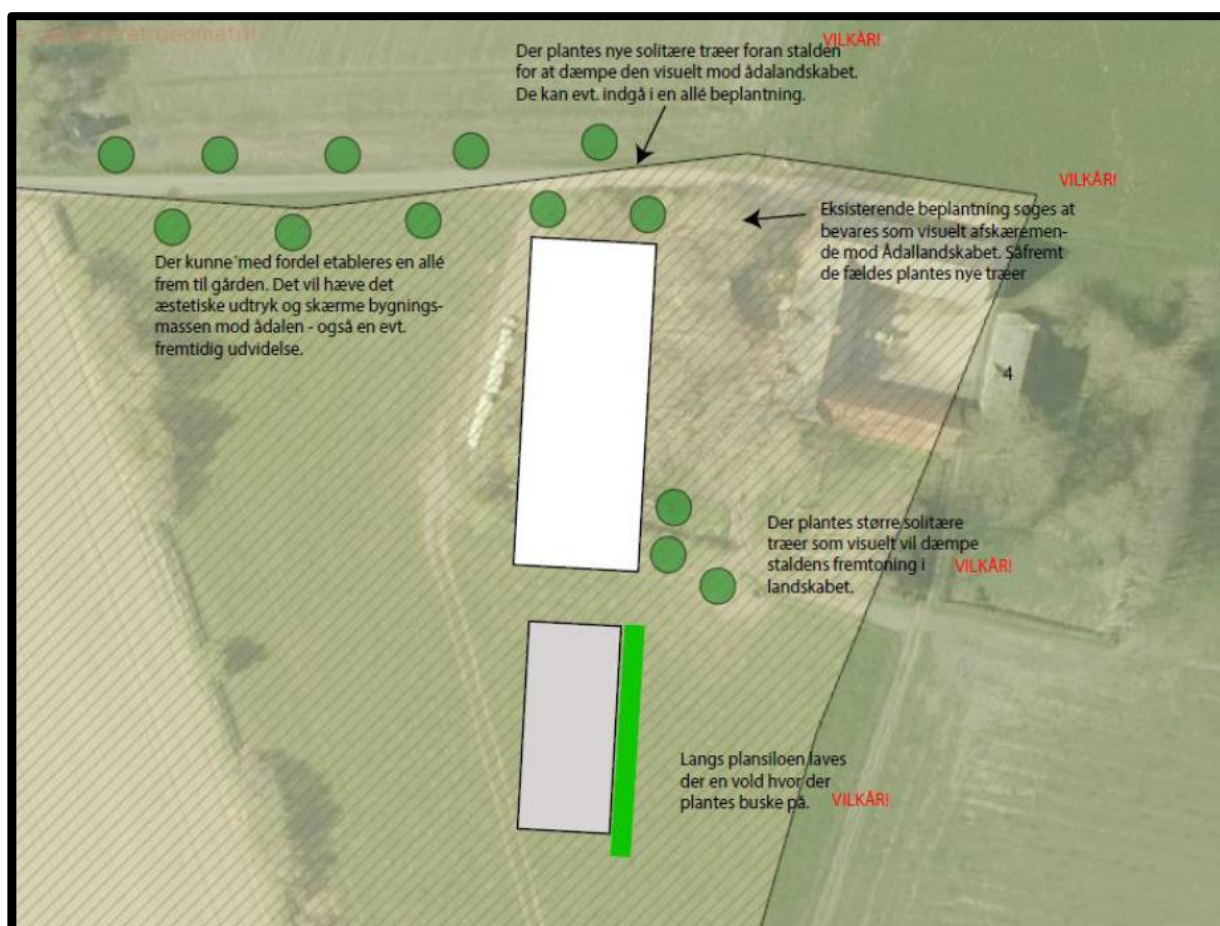 VILKÅR!
Der plantes nye solitære træer foran stalden
for at dæmpe den visuelt mod ådalandskabet.
De kan evt. indgå i en allé beplantning.
VILKÅR!
Eksisterende beplantning søges at
bevares som visuelt afskæremen-
de mod Ådallandskabet. Såfremt
de fældes plantes nye træer
Der kunne med fordel etableres en allé
frem til gården. Det vil hæve det
æstetiske udtryk og skærme bygnings-
massen mod ådalen - også en evt.
fremtidig udvidelse.
4
Der plantes større solitære
træer som visuelt vil dæmpe
staldens fremtoning i
landskabet.
VILKÅR!
Langs plansiloen laves
der en vold hvor der
plantes buske på.
VILKÅR!